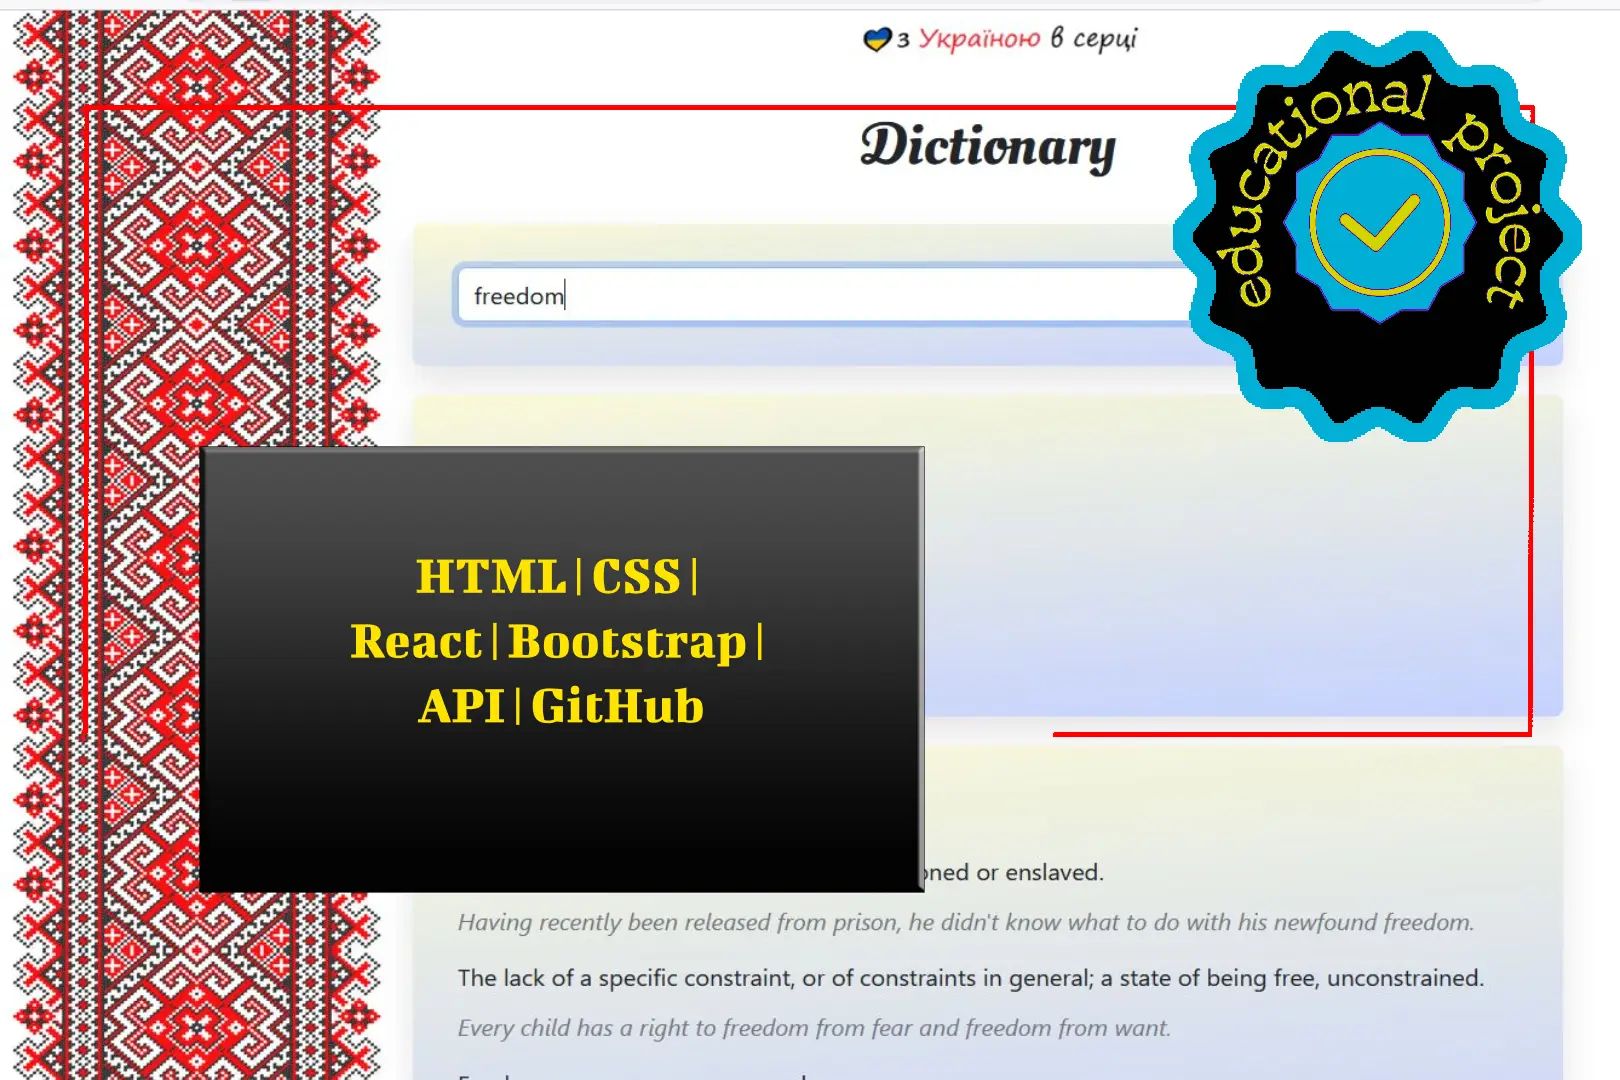 з Україною в серці
educational project
Dictionary
freedom
HTML|CSS|
React|Bootstrap|
API|GitHub
or enslaved.
Having recently been released from prison, he didn't know what to do with his newfound freedom.
The lack of a specific constraint, or of constraints in general; a state of being free, unconstrained.
Every child has a right to freedom from fear and freedom from want.